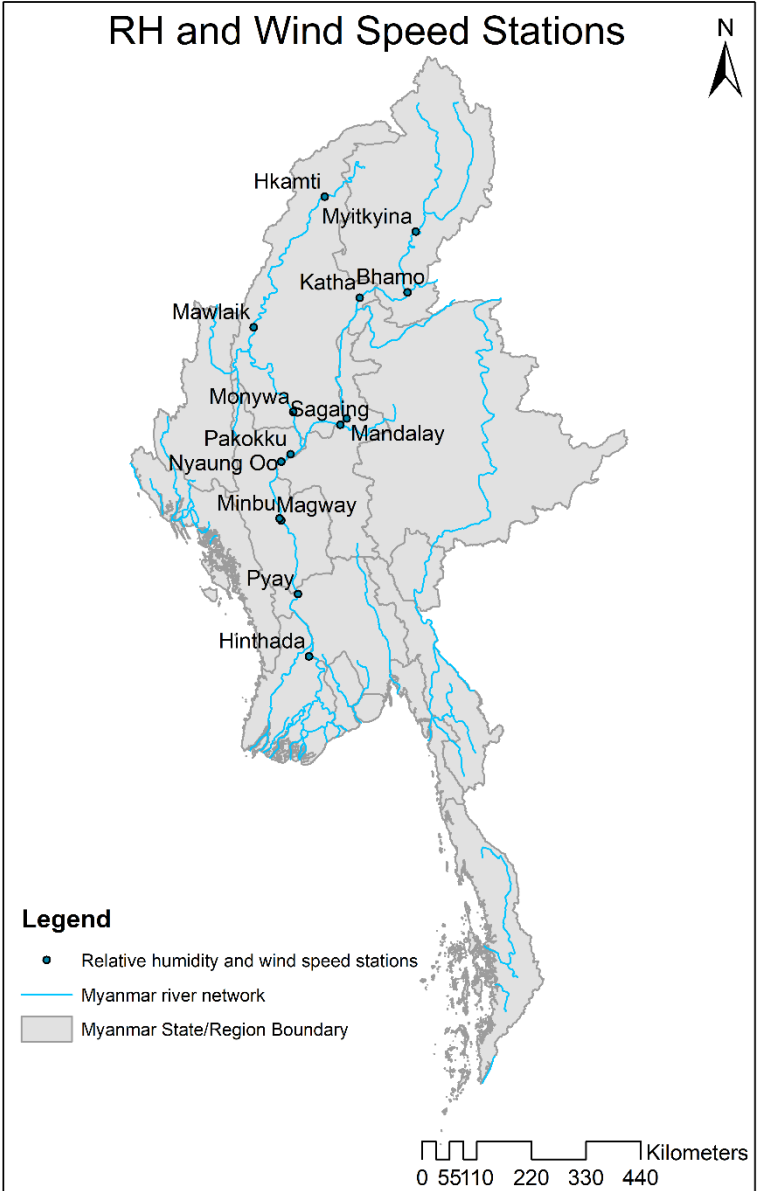 RH and Wind Speed Stations
N
Hkamti
Myitkyina
Katha
Bhamo
Mawlaik
Monywa
Sagaing
Mandalay
Pakokku
Nyaung Oo
Minbu
Magway
Pyay
Hinthada
Legend
Relative humidity and wind speed stations
Myanmar river network
Myanmar State/Region Boundary
Kilometers
0 55110 220 330 440